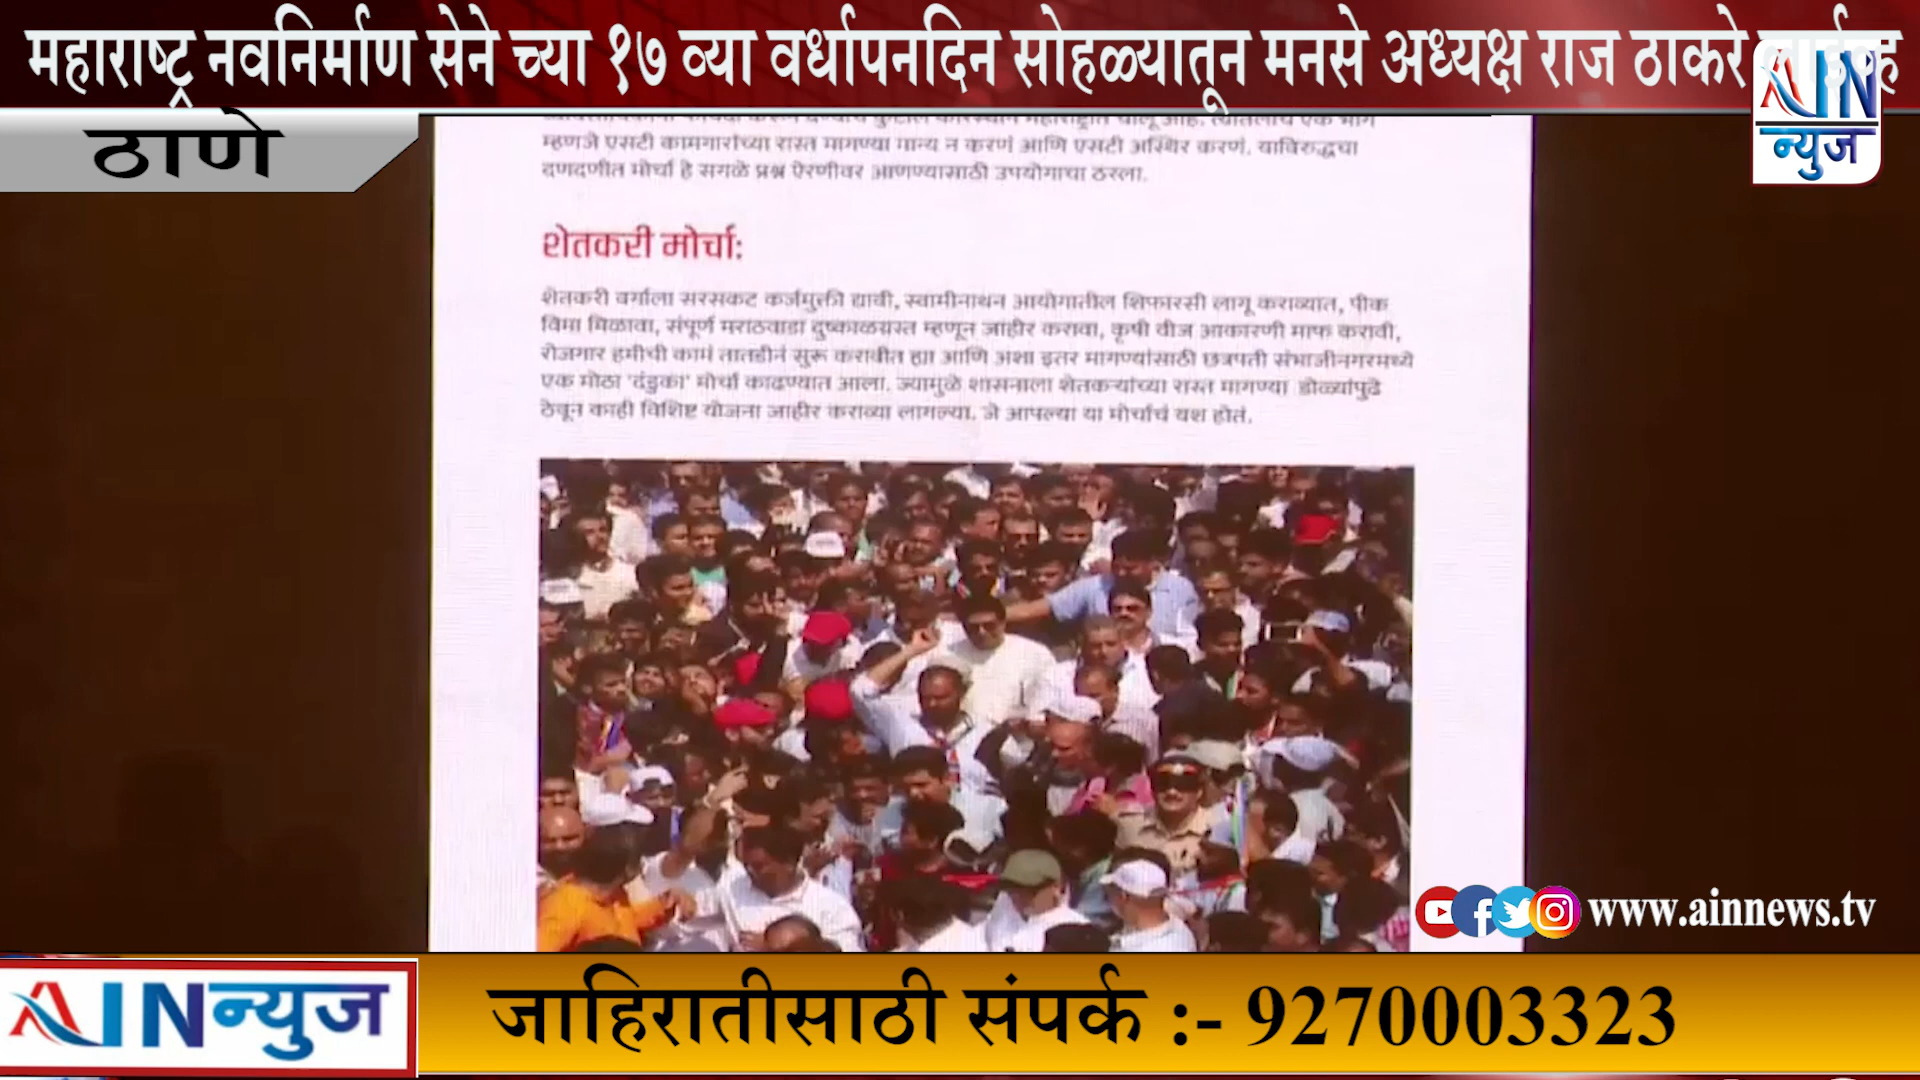 महाराष्ट्र नवनिर्माण सेने च्या १७ व्या वर्धापनदिन सोहळ्यातून मनसे अध्यक्ष राज ठाकरे लाईव्ह
AIN
न्युज
ठाणे
म्हणजे एसटी कामगारांच्या रास्त मागण्या मान्य न करणं आणि एसटी अस्थिर करणं. याविरुद्धचा
दणदणीत मोर्चा हे सगळे प्रश्न ऐरणीवर आणण्यासाठी उपयोगाचा ठरला.
शेतकरी मोर्चा:
शेतकरी वर्गाला सरसकट कर्जमुक्ती द्यावी, स्वामीनाथन आयोगातील शिफारसी लागू कराव्यात, पीक
विमा मिळावा, संपूर्ण मराठवाडा दुष्काळग्रस्त म्हणून जाहीर करावा, कृषी वीज आकारणी माफ करावी,
रोजगार हमीची कामं तातडीनं सुरू करावीत ह्या आणि अशा इतर मागण्यांसाठी छत्रपती संभाजीनगरमध्ये
एक मोठा 'दंडुका' मोर्चा काढण्यात आला. ज्यामुळे शासनाला शेतकऱ्यांच्या रास्त मागण्या डोळ्यांपुढे
ठेवून काही विशिष्ट योजना जाहीर कराव्या लागल्या. जे आपल्या या मोर्चाचं यश होतं.
www.ainnews.tv
AIN न्युज
जाहिरातीसाठी संपर्क :- 9270003323